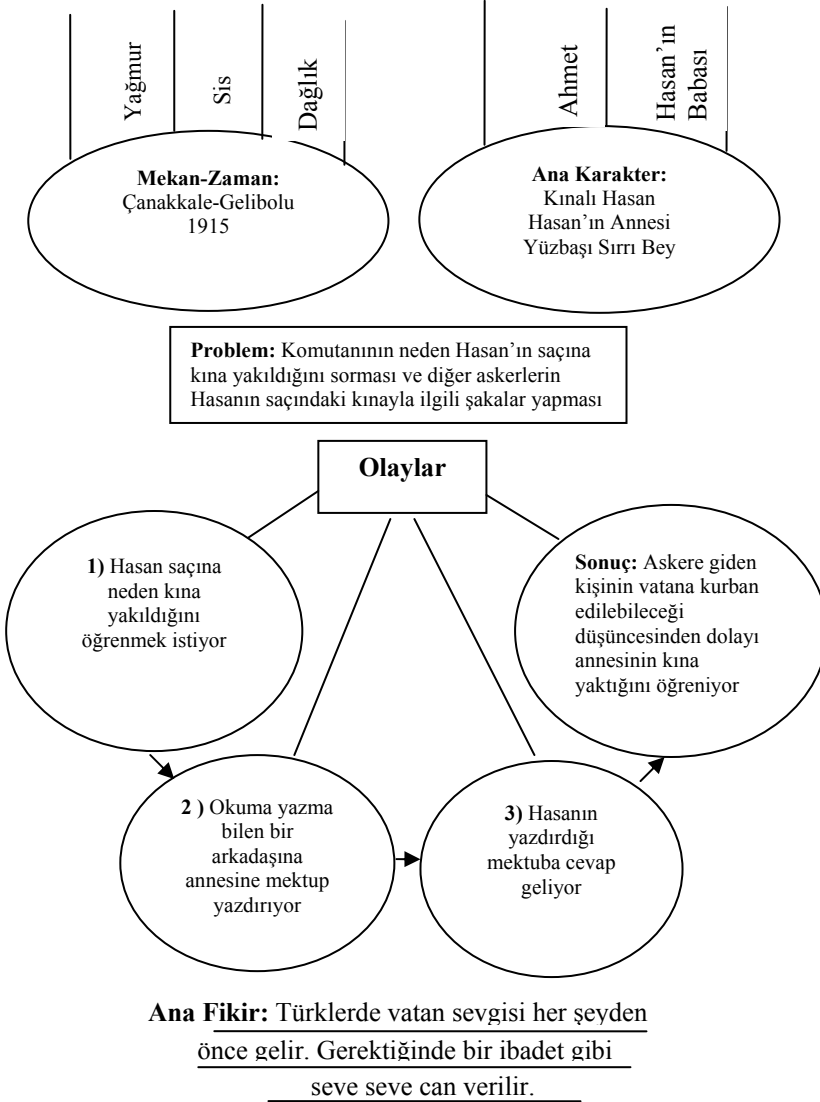 Yağmur
Sis
Dağlık
Ahmet
Hasan’ın
Babası
Mekan-Zaman:
Çanakkale-Gelibolu
1915
Ana Karakter:
Kınalı Hasan
Hasan’ın Annesi
Yüzbaşı Sırrı Bey
Problem: Komutanının neden Hasan’ın saçına
kına yakıldığını sorması ve diğer askerlerin
Hasanın saçındaki kınayla ilgili şakalar yapması
Olaylar
1) Hasan saçına
neden kına
yakıldığını
öğrenmek istiyor
2 ) Okuma yazma
bilen bir
arkadaşına
annesine mektup
yazdırıyor
3) Hasanın
yazdırdığı
mektuba cevap
geliyor
Sonuç: Askere giden
kişinin vatana kurban
edilebileceği
düşüncesinden dolayı
annesinin kına
yaktığını öğreniyor
Ana Fikir: Türklerde vatan sevgisi her şeyden
önce gelir. Gerektiğinde bir ibadet gibi
seve seve can verilir.